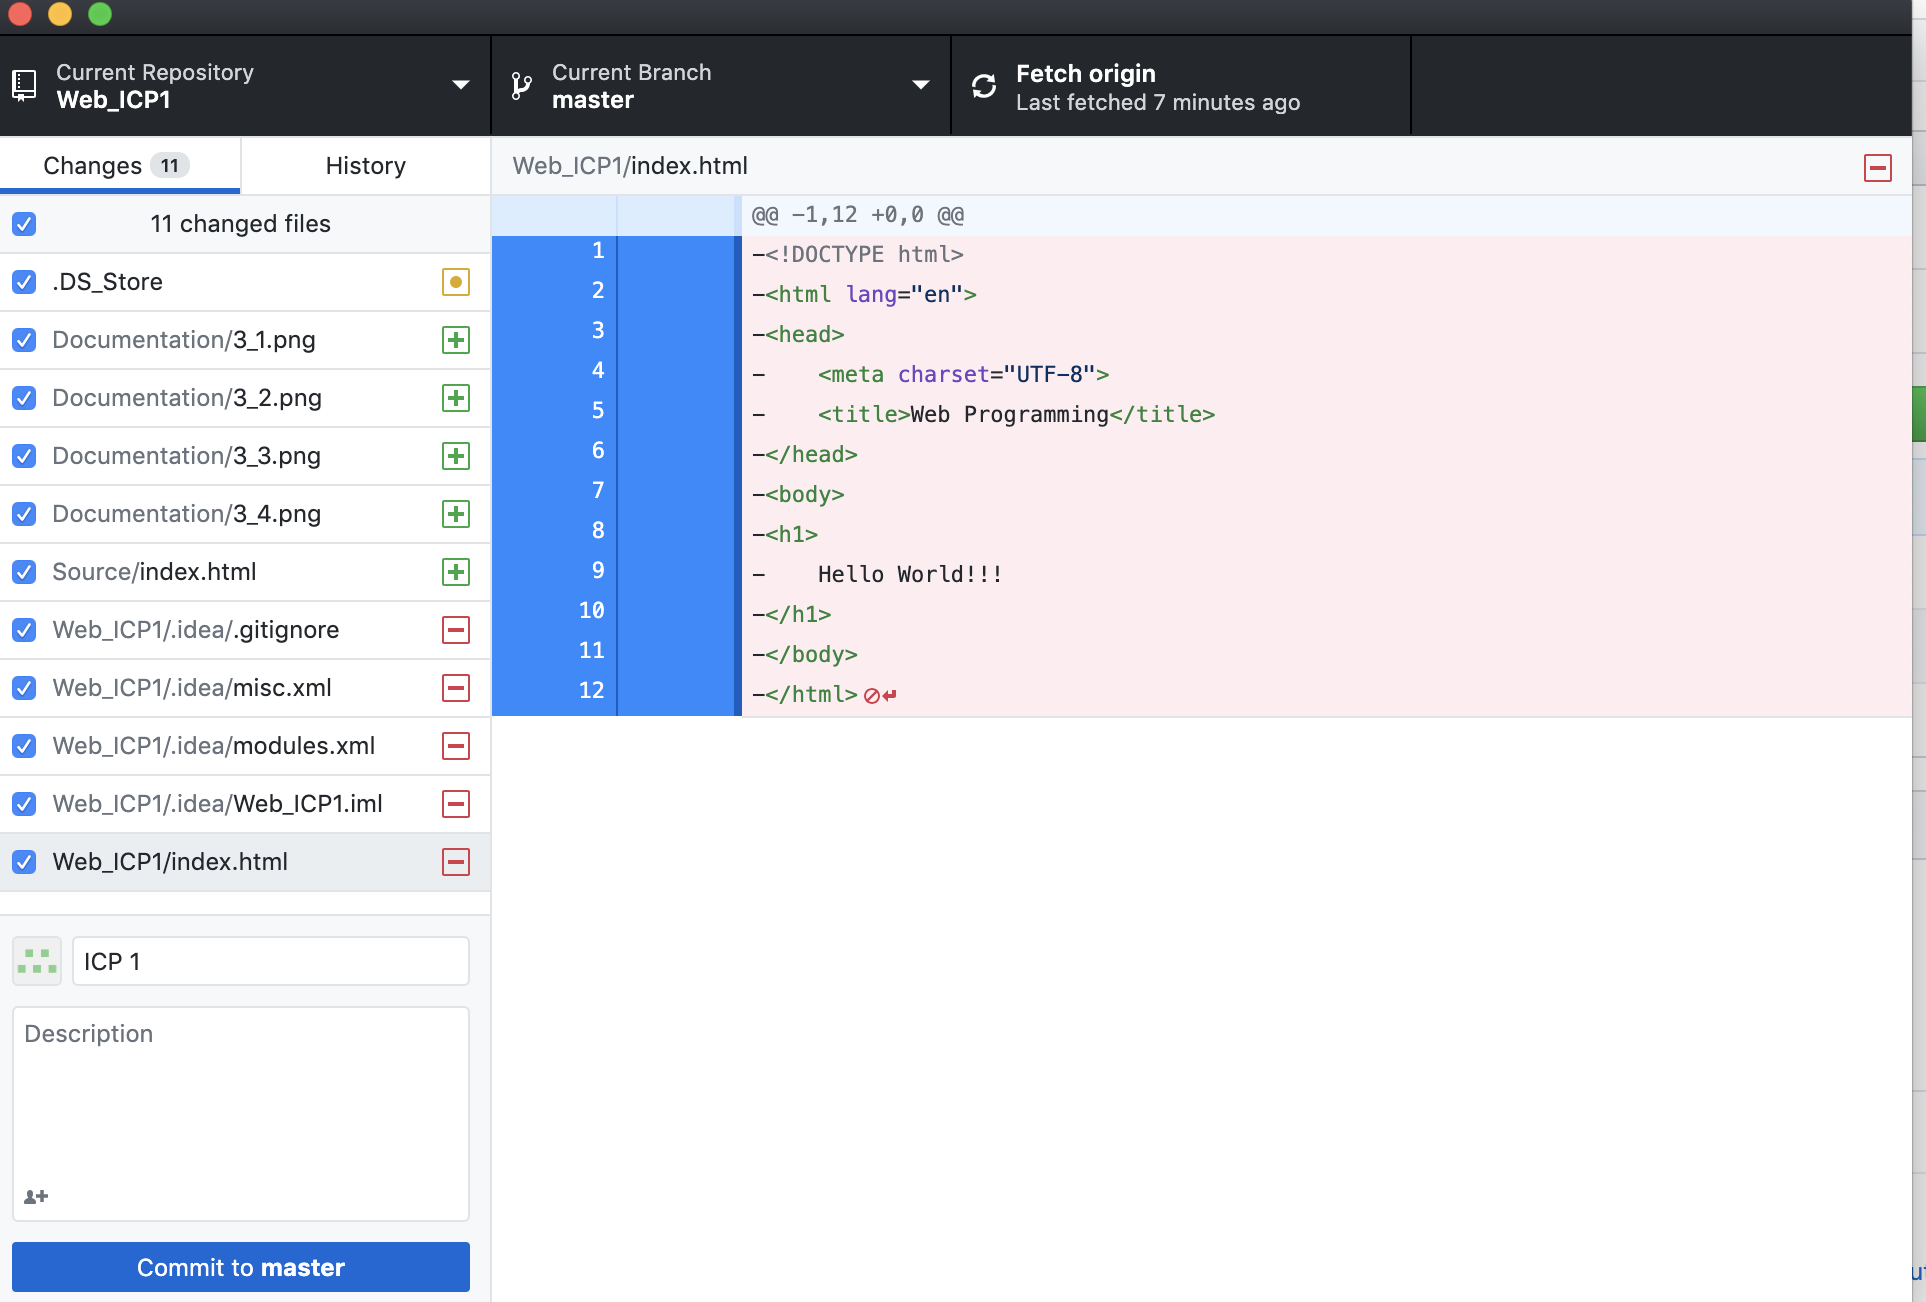 Current Repository
Web_ICP1
Current Branch
master
Fetch origin
Last fetched 7 minutes ago
Changes 11
History
Web_ICP1/index.html
11 changed files
.DS_Store
Documentation/3_1.png
Documentation/3_2.png
Documentation/3_3.png
Documentation/3_4.png
Source/index.html
Web_ICP1/.idea/.gitignore
Web_ICP1/.idea/misc.xml
Web_ICP1/.idea/modules.xml
Web_ICP1/.idea/Web_ICP1.iml
Web_ICP1/index.html
ICP 1
Description
Commit to master
@@ -1,12 +0,0 @@
1 -<!DOCTYPE html>
2 -<html lang="en">
3 -<head>
4 -    <meta charset="UTF-8">
5 -    <title>Web Programming</title>
6 -</head>
7 -<body>
8 -<h1>
9 -    Hello World!!!
10 -</h1>
11 -</body>
12 -</html>